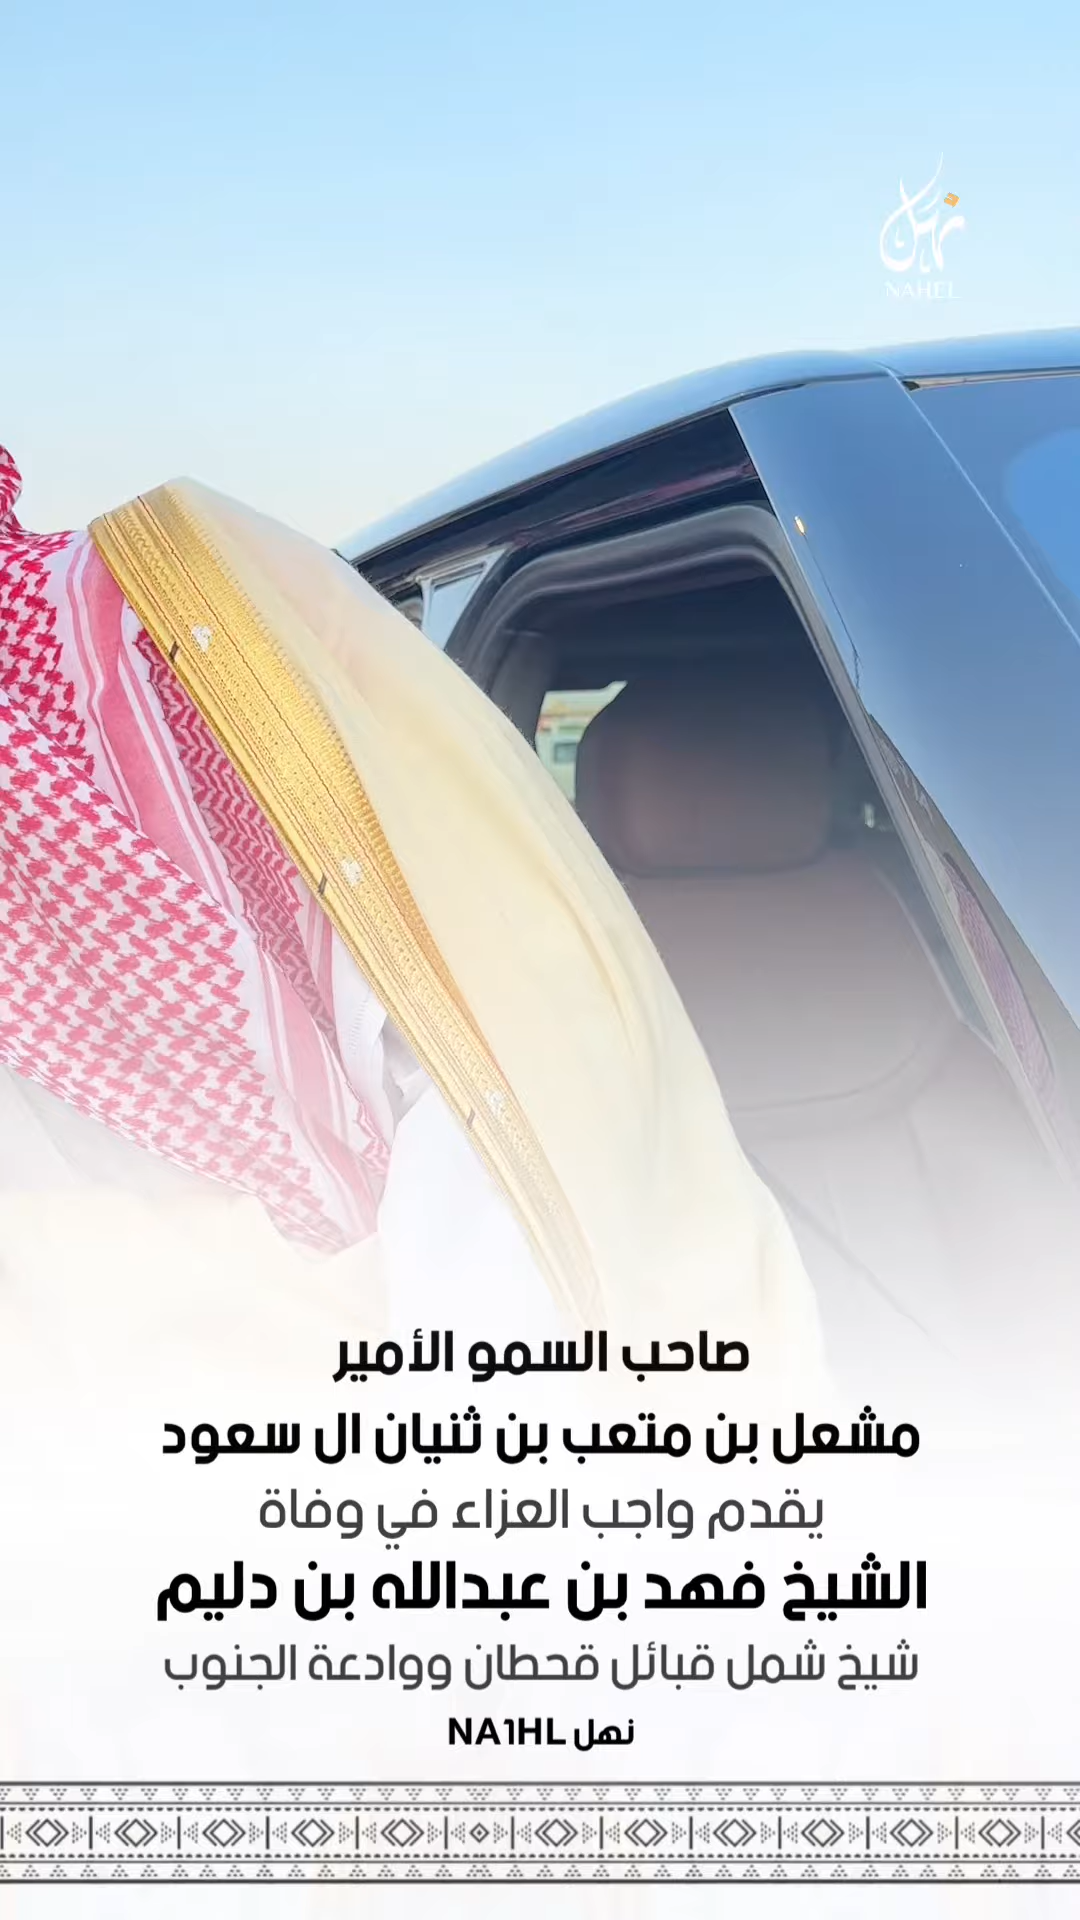 نهل
NAHEL
صاحب السمو الأمير
مشعل بن متعب بن ثنيان ال سعود
يقدم واجب العزاء في وفاة
الشيخ فهد بن عبدالله بن دليم
شيخ شمل قبائل قحطان ووادعة الجنوب
نهل NA1HL